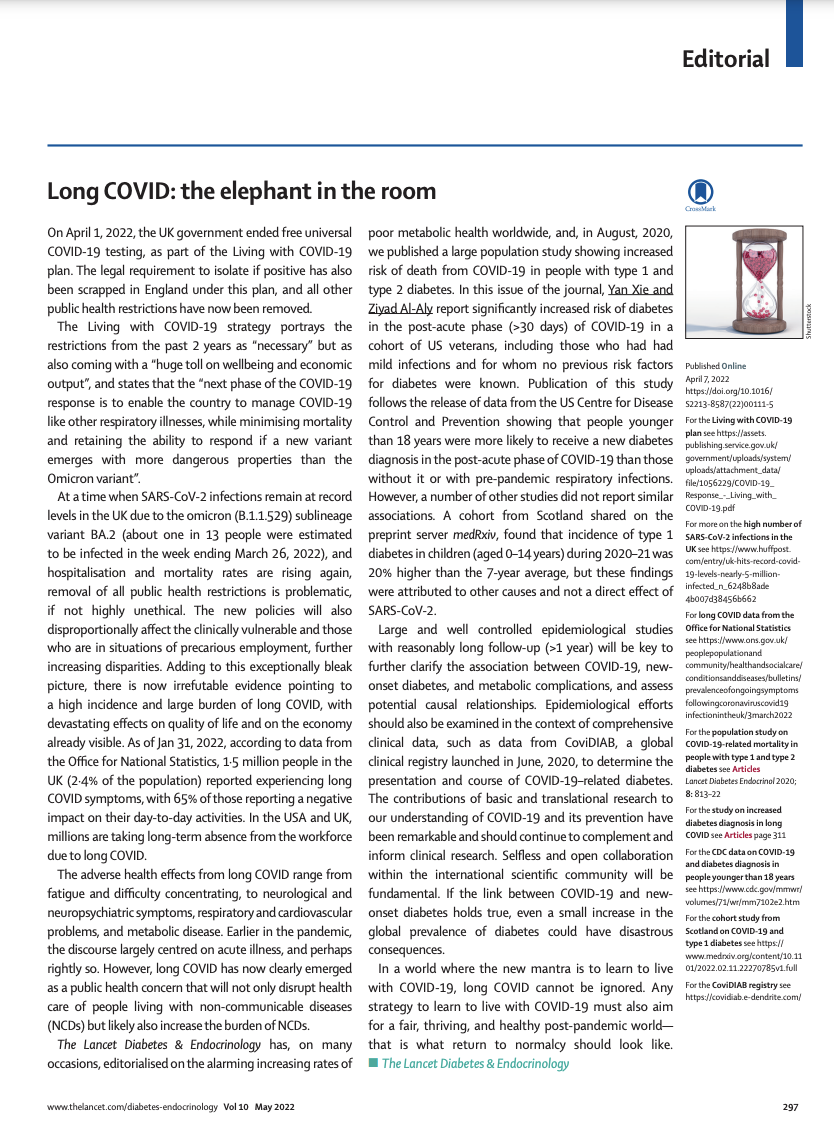 Editorial
Long COVID: the elephant in the room
On April 1, 2022, the UK government ended free universal
COVID-19 testing, as part of the Living with COVID-19
plan. The legal requirement to isolate if positive has also
been scrapped in England under this plan, and all other
public health restrictions have now been removed.
The Living with COVID-19 strategy portrays the
restrictions from the past 2 years as “necessary” but as
also coming with a “huge toll on wellbeing and economic
output”, and states that the “next phase of the COVID-19
response is to enable the country to manage COVID-19
like other respiratory illnesses, while minimising mortality
and retaining the ability to respond if a new variant
emerges with more dangerous properties than the
Omicron variant”.
At a time when SARS-CoV-2 infections remain at record
levels in the UK due to the omicron (B.1.1.529) sublineage
variant BA.2 (about one in 13 people were estimated
to be infected in the week ending March 26, 2022), and
hospitalisation and mortality rates are rising again,
removal of all public health restrictions is problematic,
if not highly unethical. The new policies will also
disproportionally affect the clinically vulnerable and those
who are in situations of precarious employment, further
increasing disparities. Adding to this exceptionally bleak
picture, there is now irrefutable evidence pointing to
a high incidence and large burden of long COVID, with
devastating effects on quality of life and on the economy
already visible. As of Jan 31, 2022, according to data from
the Office for National Statistics, 1·5 million people in the
UK (2·4% of the population) reported experiencing long
COVID symptoms, with 65% of those reporting a negative
impact on their day-to-day activities. In the USA and UK,
millions are taking long-term absence from the workforce
due to long COVID.
The adverse health effects from long COVID range from
fatigue and difficulty concentrating, to neurological and
neuropsychiatric symptoms, respiratory and cardiovascular
problems, and metabolic disease. Earlier in the pandemic,
the discourse largely centred on acute illness, and perhaps
rightly so. However, long COVID has now clearly emerged
as a public health concern that will not only disrupt health
care of people living with non-communicable diseases
(NCDs) but likely also increase the burden of NCDs.
The Lancet Diabetes & Endocrinology has, on many
occasions, editorialised on the alarming increasing rates of
poor metabolic health worldwide, and, in August, 2020,
we published a large population study showing increased
risk of death from COVID-19 in people with type 1 and
type 2 diabetes. In this issue of the journal, Yan Xie and
Ziyad Al-Aly report significantly increased risk of diabetes
in the post-acute phase (>30 days) of COVID-19 in a
cohort of US veterans, including those who had had
mild infections and for whom no previous risk factors
for diabetes were known. Publication of this study
follows the release of data from the US Centre for Disease
Control and Prevention showing that people younger
than 18 years were more likely to receive a new diabetes
diagnosis in the post-acute phase of COVID-19 than those
without it or with pre-pandemic respiratory infections.
However, a number of other studies did not report similar
associations. A cohort from Scotland shared on the
preprint server medRxiv, found that incidence of type 1
diabetes in children (aged 0–14 years) during 2020–21 was
20% higher than the 7-year average, but these findings
were attributed to other causes and not a direct effect of
SARS-CoV-2.
Large and well controlled epidemiological studies
with reasonably long follow-up (>1 year) will be key to
further clarify the association between COVID-19, new-
onset diabetes, and metabolic complications, and assess
potential causal relationships. Epidemiological efforts
should also be examined in the context of comprehensive
clinical data, such as data from CoviDIAB, a global
clinical registry launched in June, 2020, to determine the
presentation and course of COVID-19–related diabetes.
The contributions of basic and translational research to
our understanding of COVID-19 and its prevention have
been remarkable and should continue to complement and
inform clinical research. Selfless and open collaboration
within the international scientific community will be
fundamental. If the link between COVID-19 and new-
onset diabetes holds true, even a small increase in the
global prevalence of diabetes could have disastrous
consequences.
In a world where the new mantra is to learn to live
with COVID-19, long COVID cannot be ignored. Any
strategy to learn to live with COVID-19 must also aim
for a fair, thriving, and healthy post-pandemic world—
that is what return to normalcy should look like.
■ The Lancet Diabetes & Endocrinology
CrossMark
Shutterstock
Published Online
April 7, 2022
https://doi.org/10.1016/
S2213-8587(22)00111-5
For the Living with COVID-19
plan see https://assets.
publishing.service.gov.uk/
government/uploads/system/
uploads/attachment_data/
file/1056229/COVID-19_
Response_-_Living_with_
COVID-19.pdf
For more on the high number of
SARS-CoV-2 infections in the
UK see https://www.huffpost.
com/entry/uk-hits-record-covid-
19-levels-nearly-5-million-
infected_n_6248b8ade
4b007d38456b662
For long COVID data from the
Office for National Statistics
see https://www.ons.gov.uk/
peoplepopulationand
community/healthandsocialcare/
conditionsanddiseases/bulletins/
prevalenceofongoingsymptoms
followingcoronaviruscovid19
infectionintheuk/3march2022
For the population study on
COVID-19-related mortality in
people with type 1 and type 2
diabetes see Articles
Lancet Diabetes Endocrinol 2020;
8: 813–22
For the study on increased
diabetes diagnosis in long
COVID see Articles page 311
For the CDC data on COVID-19
and diabetes diagnosis in
people younger than 18 years
see https://www.cdc.gov/mmwr/
volumes/71/wr/mm7102e2.htm
For the cohort study from
Scotland on COVID-19 and
type 1 diabetes see https://
www.medrxiv.org/content/10.11
01/2022.02.11.22270785v1.full
For the CoviDIAB registry see
https://covidiab.e-dendrite.com/
www.thelancet.com/diabetes-endocrinology Vol 10 May 2022
297